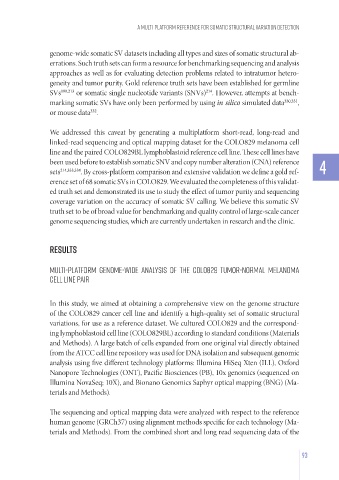 A MULTI-PLATFORM REFERENCE FOR SOMATIC STRUCTURAL VARIATION DETECTION
genome-wide somatic SV datasets including all types and sizes of somatic structural ab-
errations. Such truth sets can form a resource for benchmarking sequencing and analysis
approaches as well as for evaluating detection problems related to intratumor hetero-
geneity and tumor purity. Gold reference truth sets have been established for germline
SVs or somatic single nucleotide variants (SNVs). However, attempts at bench-
marking somatic SVs have only been performed by using in silico simulated data,
or mouse data.
We addressed this caveat by generating a multiplatform short-read, long-read and
linked-read sequencing and optical mapping dataset for the COLO829 melanoma cell
line and the paired COLO829BL lymphoblastoid reference cell line. These cell lines have
been used before to establish somatic SNV and copy number alteration (CNA) reference
sets. By cross-platform comparison and extensive validation we define a gold ref-
4
erence set of 68 somatic SVs in COLO829. We evaluated the completeness of this validat-
ed truth set and demonstrated its use to study the effect of tumor purity and sequencing
coverage variation on the accuracy of somatic SV calling. We believe this somatic SV
truth set to be of broad value for benchmarking and quality control of large-scale cancer
genome sequencing studies, which are currently undertaken in research and the clinic.
RESULTS
MULTI-PLATFORM GENOME-WIDE ANALYSIS OF THE COLO829 TUMOR-NORMAL MELANOMA
CELL LINE PAIR
In this study, we aimed at obtaining a comprehensive view on the genome structure
of the COLO829 cancer cell line and identify a high-quality set of somatic structural
variations, for use as a reference dataset. We cultured COLO829 and the correspond-
ing lymphoblastoid cell line (COLO829BL) according to standard conditions (Materials
and Methods). A large batch of cells expanded from one original vial directly obtained
from the ATCC cell line repository was used for DNA isolation and subsequent genomic
analysis using five different technology platforms: Illumina HiSeq Xten (ILL), Oxford
Nanopore Technologies (ONT), Pacific Biosciences (PB), 10x genomics (sequenced on
Illumina NovaSeq; 10X), and Bionano Genomics Saphyr optical mapping (BNG) (Ma-
terials and Methods).
The sequencing and optical mapping data were analyzed with respect to the reference
human genome (GRCh37) using alignment methods specific for each technology (Ma-
terials and Methods). From the combined short and long read sequencing data of the
93